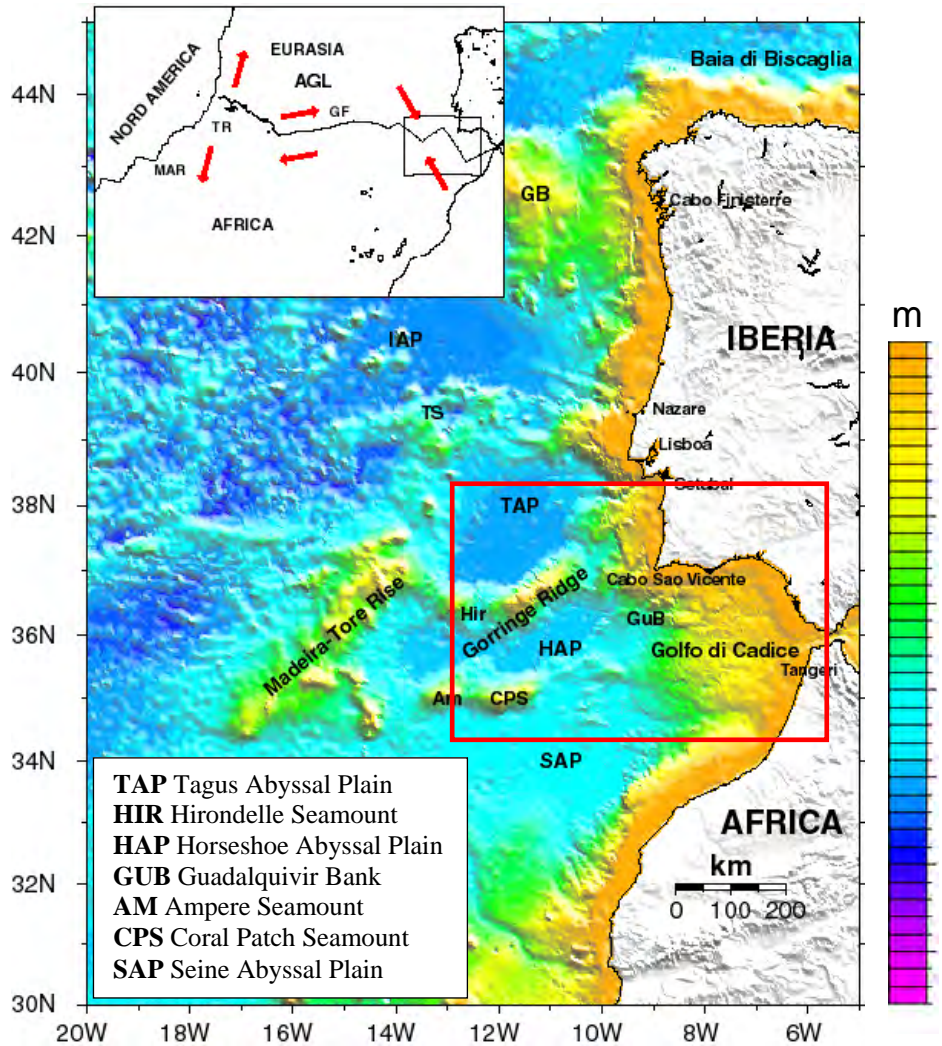 NORD AMERICA
EURASIA
AGL
GF
TR
MAR
AFRICA
Baia di Biscaglia
44N
GB
Cabo Finisterre
42N
m
IAP
IBERIA
40N
TS
Nazare
Lisboa
Setubal
38N
TAP
Cabo Sao Vicente
Madeira-Tore Rise
Hir
Gorringe Ridge
GuB
36N
HAP
Golfo di Cadice
Tangeri
Am
CPS
SAP
34N
TAP Tagus Abyssal Plain
HIR Hirondelle Seamount
HAP Horseshoe Abyssal Plain
GUB Guadalquivir Bank
AM Ampere Seamount
CPS Coral Patch Seamount
SAP Seine Abyssal Plain
AFRICA
km
0 100 200
32N
30N
20W 18W 16W 14W 12W 10W 8W 6W